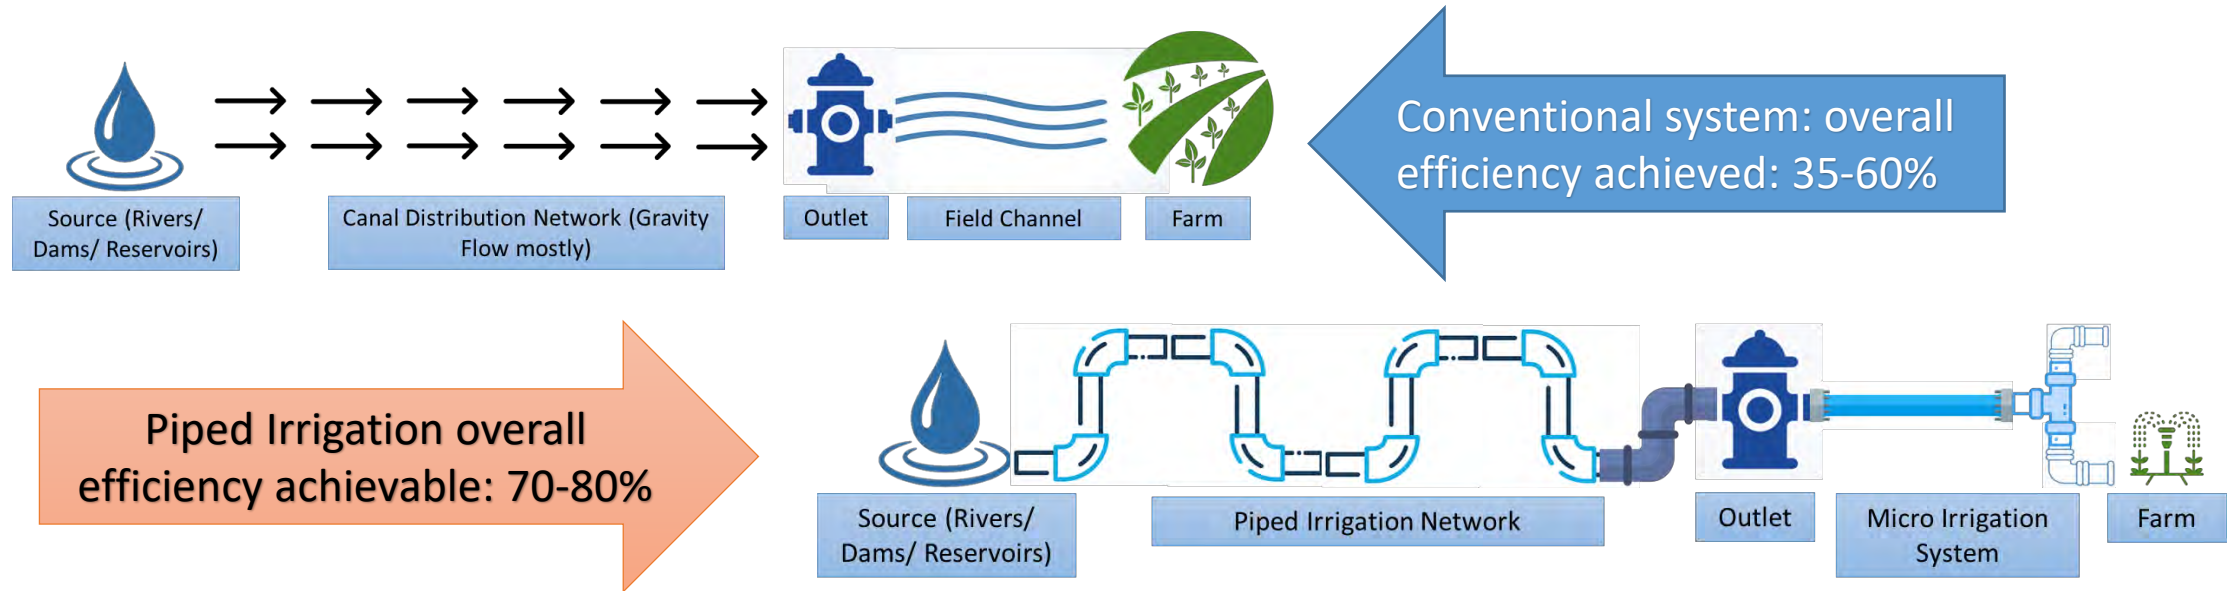 Conventional system: overall
efficiency achieved: 35-60%
Source (Rivers/
Dams/ Reservoirs)
Canal Distribution Network (Gravity
Flow mostly)
Outlet
Field Channel
Farm
Piped Irrigation overall
efficiency achievable: 70-80%
Source (Rivers/
Dams/ Reservoirs)
Piped Irrigation Network
Outlet
Micro Irrigation
System
Farm